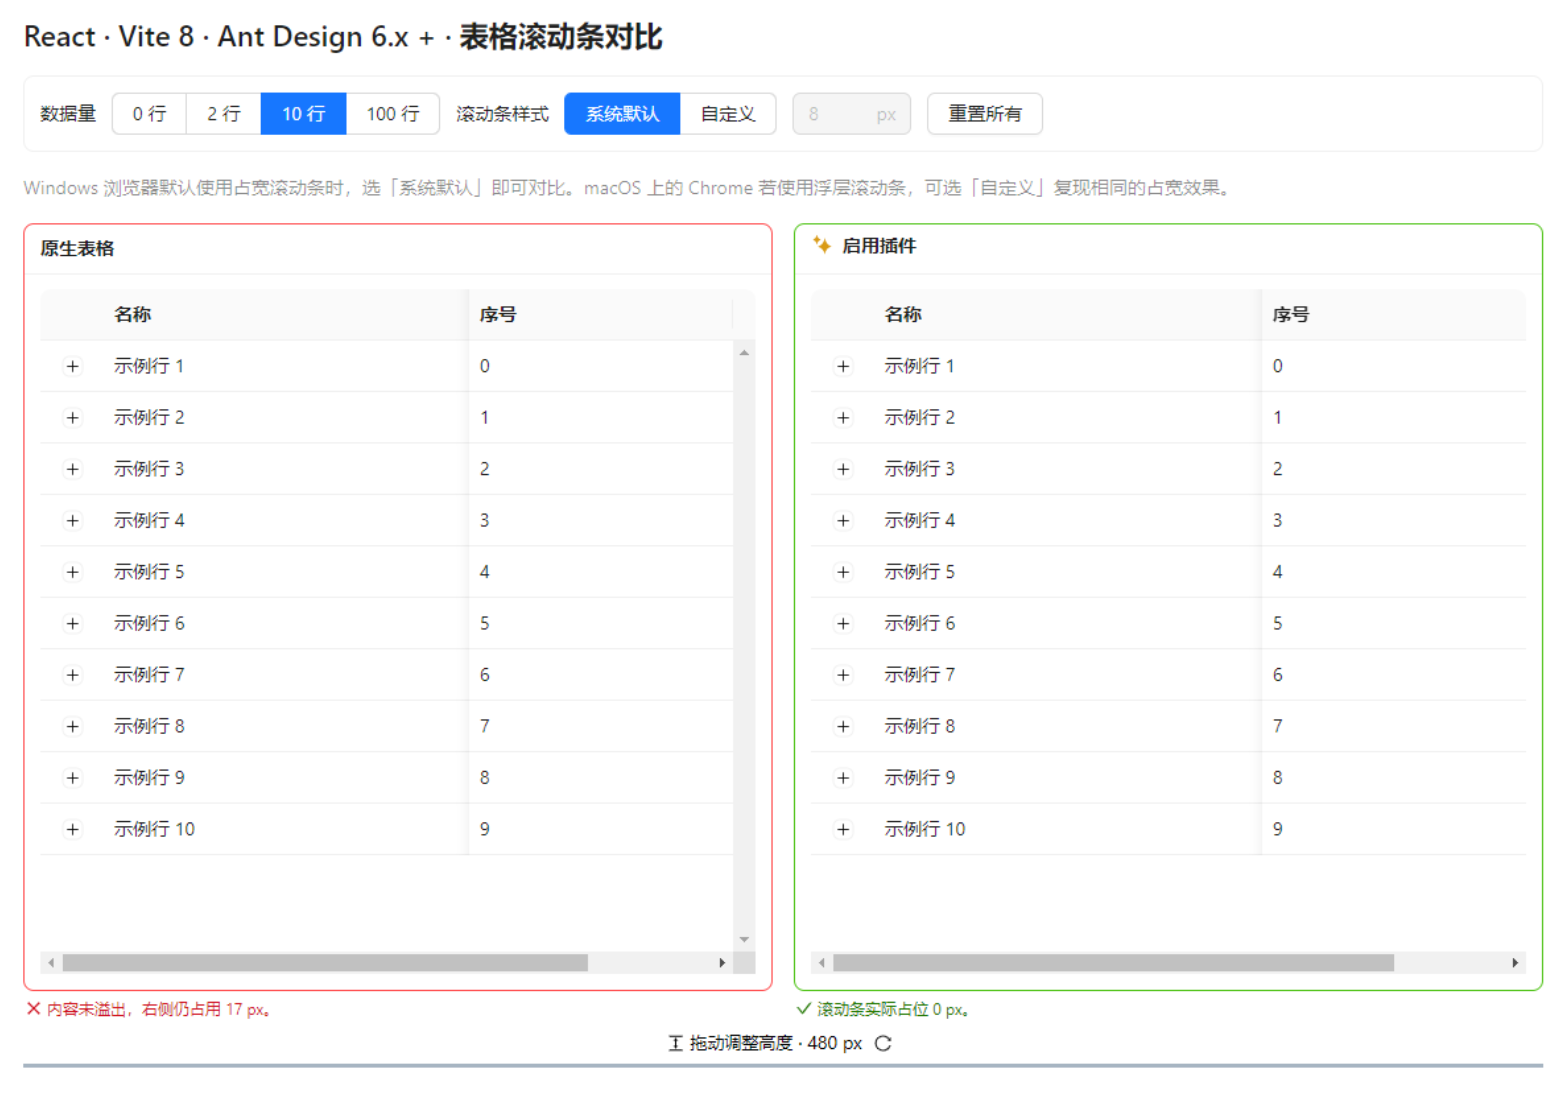 React · Vite 8 · Ant Design 6.x + · 表格滚动条对比
数据量 0 行 2 行 10 行 100 行 滚动条样式 系统默认 自定义 8 px 重置所有
Windows 浏览器默认使用占宽滚动条时，选「系统默认」即可对比。macOS 上的 Chrome 若使用浮层滚动条，可选「自定义」复现相同的占宽效果。
原生表格
名称 序号
示例行 1 0
示例行 2 1
示例行 3 2
示例行 4 3
示例行 5 4
示例行 6 5
示例行 7 6
示例行 8 7
示例行 9 8
示例行 10 9
内容未溢出，右侧仍占用 17 px。
启用插件
名称 序号
示例行 1 0
示例行 2 1
示例行 3 2
示例行 4 3
示例行 5 4
示例行 6 5
示例行 7 6
示例行 8 7
示例行 9 8
示例行 10 9
滚动条实际占位 0 px。
拖动调整高度 · 480 px